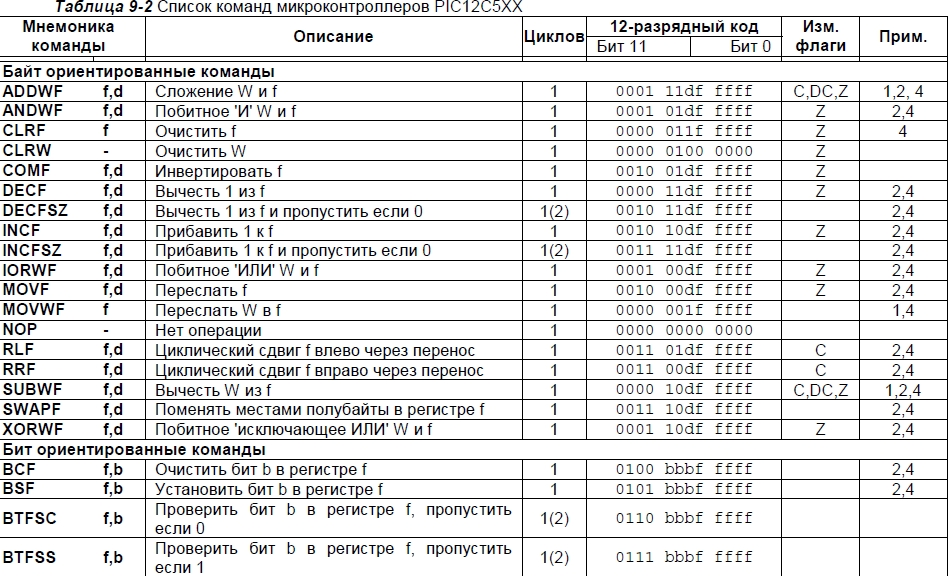 Таблица 9-2 Список команд микроконтроллеров PIC12C5XX
Мнемоника команды Описание Циклов 12-разрядный код Изм. флаги Прим.
Бит 11 Бит 0
Байт ориентированные команды
ADDWF f,d Сложение W и f 1 0001 11df ffff C,DC,Z 1,2, 4
ANDWF f,d Побитное 'И' W и f 1 0001 01df ffff Z 2,4
CLRF f Очистить f 1 0000 011f ffff Z 4
CLRW - Очистить W 1 0000 0100 0000 Z
COMF f,d Инвертировать f 1 0010 01df ffff Z
DECF f,d Вычесть 1 из f 1 0000 11df ffff Z 2,4
DECFSZ f,d Вычесть 1 из f и пропустить если 0 1(2) 0010 11df ffff 2,4
INCF f,d Прибавить 1 к f 1 0010 10df ffff Z 2,4
INCFSZ f,d Прибавить 1 к f и пропустить если 0 1(2) 0011 11df ffff 2,4
IORWF f,d Побитное 'ИЛИ' W и f 1 0001 00df ffff Z 2,4
MOVF f,d Переслать f 1 0010 00df ffff Z 2,4
MOVWF f Переслать W в f 1 0000 001f ffff 1,4
NOP - Нет операции 1 0000 0000 0000
RLF f,d Циклический сдвиг f влево через перенос 1 0011 01df ffff C 2,4
RRF f,d Циклический сдвиг f вправо через перенос 1 0011 00df ffff C 2,4
SUBWF f,d Вычесть W из f 1 0000 10df ffff C,DC,Z 1,2,4
SWAPF f,d Поменять местами полубайты в регистре f 1 0011 10df ffff 2,4
XORWF f,d Побитное 'исключающее ИЛИ' W и f 1 0001 10df ffff Z 2,4
Бит ориентированные команды
BCF f,b Очистить бит b в регистре f 1 0100 bbbf ffff 2,4
BSF f,b Установить бит b в регистре f 1 0101 bbbf ffff 2,4
BTFSC f,b Проверить бит b в регистре f, пропустить если 0 1(2) 0110 bbbf ffff
BTFSS f,b Проверить бит b в регистре f, пропустить если 1 1(2) 0111 bbbf ffff